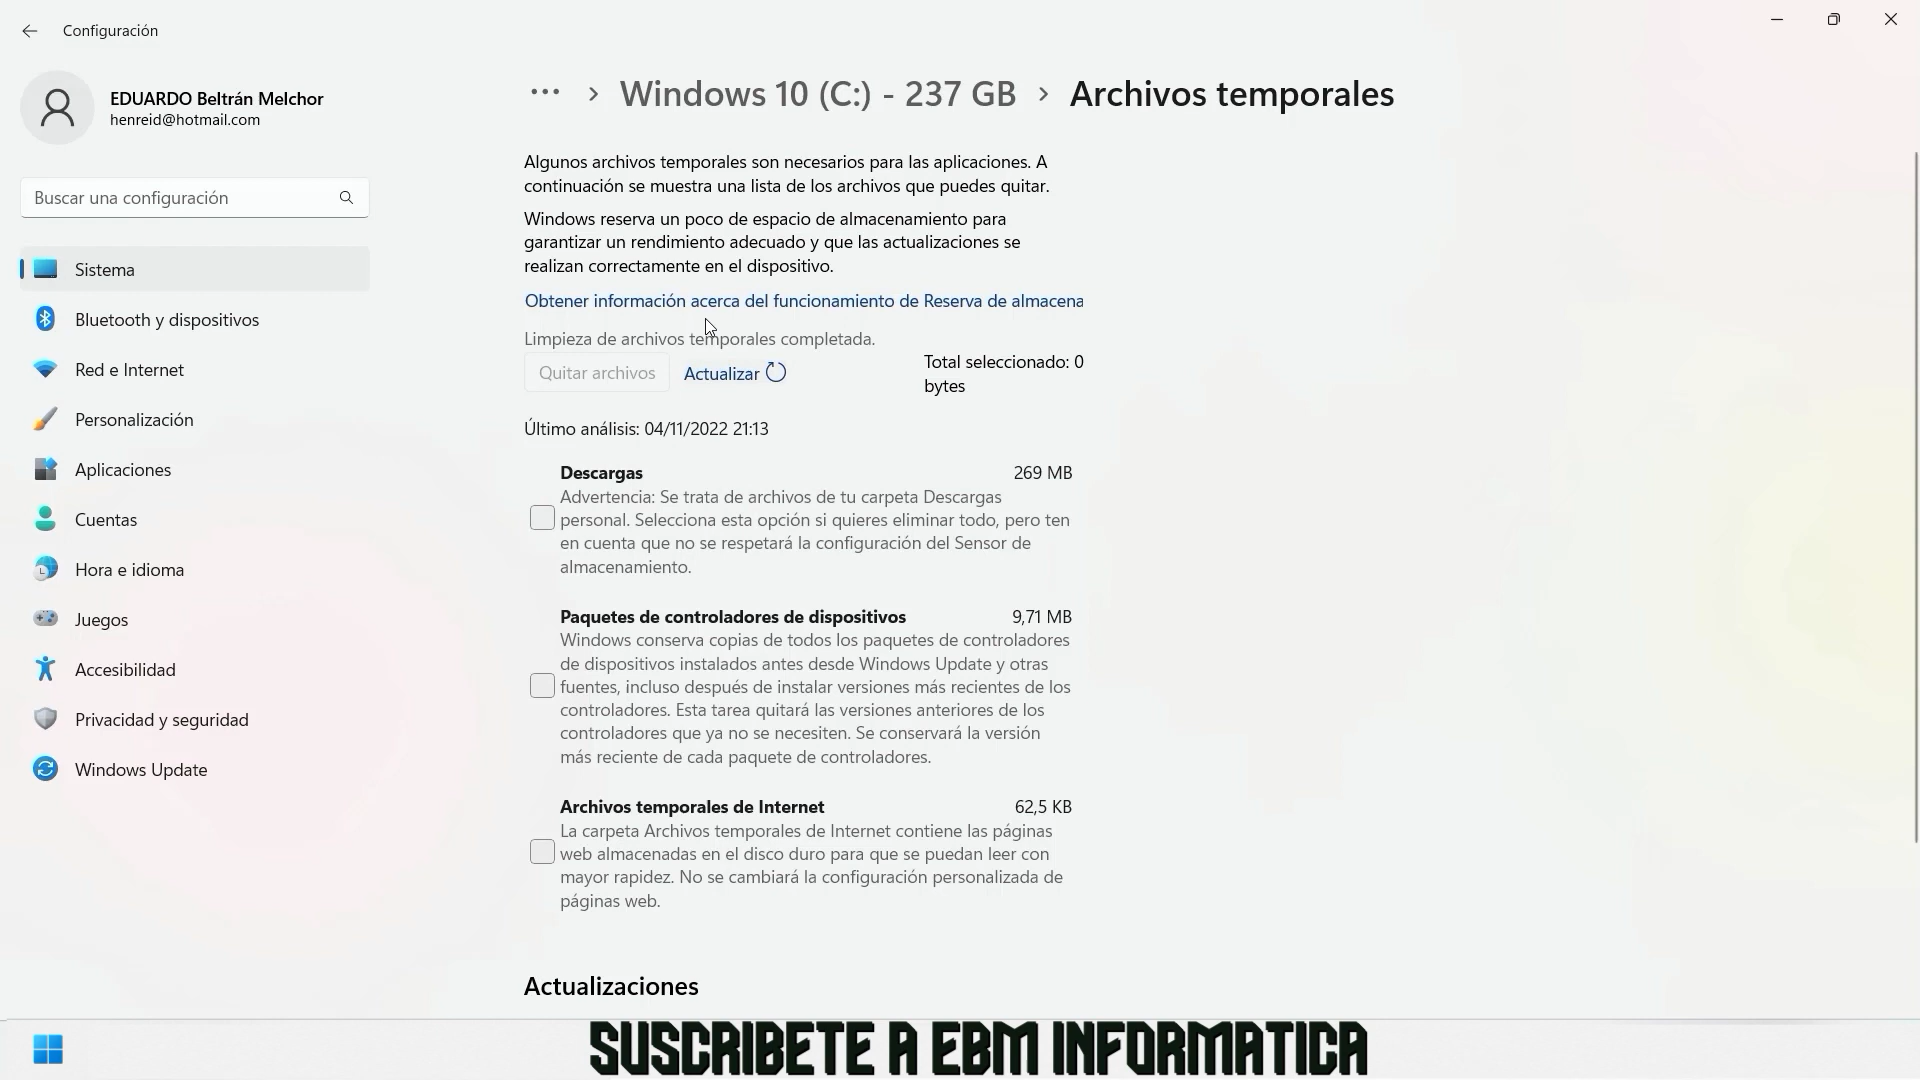 Configuración
EDUARDO Beltrán Melchor
henreid@hotmail.com
Buscar una configuración
Sistema
Bluetooth y dispositivos
Red e Internet
Personalización
Aplicaciones
Cuentas
Hora e idioma
Juegos
Accesibilidad
Privacidad y seguridad
Windows Update
··· › Windows 10 (C:) - 237 GB › Archivos temporales
Algunos archivos temporales son necesarios para las aplicaciones. A
continuación se muestra una lista de los archivos que puedes quitar.
Windows reserva un poco de espacio de almacenamiento para
garantizar un rendimiento adecuado y que las actualizaciones se
realizan correctamente en el dispositivo.
Obtener información acerca del funcionamiento de Reserva de almacena
Limpieza de archivos temporales completada.
Quitar archivos
Actualizar
Total seleccionado: 0
bytes
Último análisis: 04/11/2022 21:13
Descargas 269 MB
Advertencia: Se trata de archivos de tu carpeta Descargas
personal. Selecciona esta opción si quieres eliminar todo, pero ten
en cuenta que no se respetará la configuración del Sensor de
almacenamiento.
Paquetes de controladores de dispositivos 9,71 MB
Windows conserva copias de todos los paquetes de controladores
de dispositivos instalados antes desde Windows Update y otras
fuentes, incluso después de instalar versiones más recientes de los
controladores. Esta tarea quitará las versiones anteriores de los
controladores que ya no se necesiten. Se conservará la versión
más reciente de cada paquete de controladores.
Archivos temporales de Internet 62,5 KB
La carpeta Archivos temporales de Internet contiene las páginas
web almacenadas en el disco duro para que se puedan leer con
mayor rapidez. No se cambiará la configuración personalizada de
páginas web.
Actualizaciones
SUSCRIBETE A EBM INFORMATICA